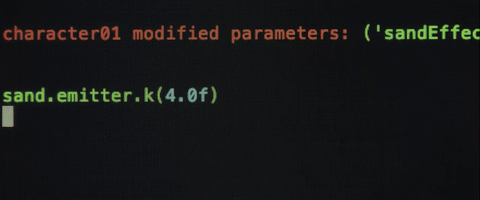 character01 modified parameters: ('sandEffec
sand.emitter.k(4.0f)